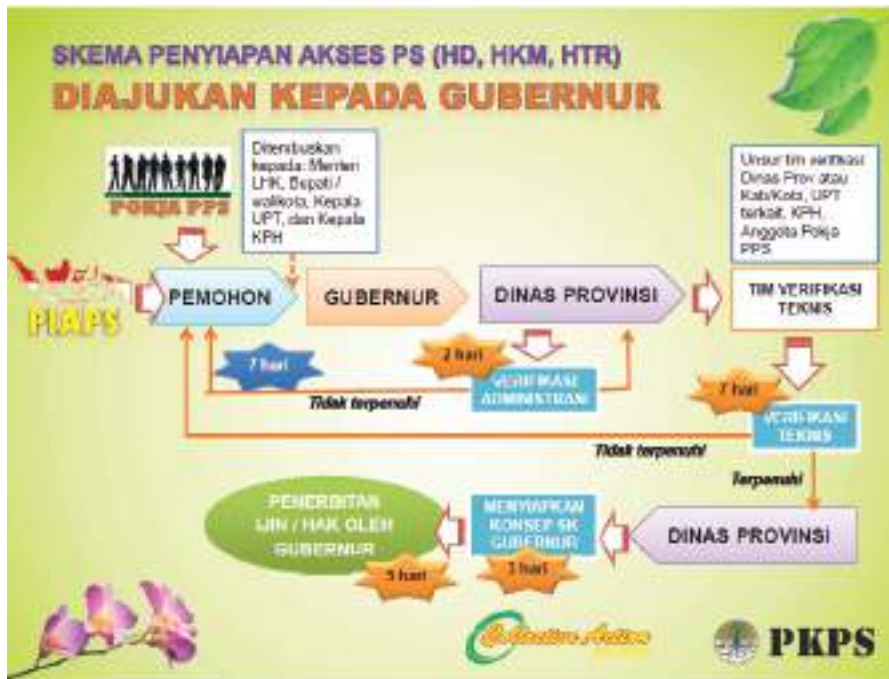 SKEMA PENYIAPAN AKSES PS (HD, HKM, HTR)
DIAJUKAN KEPADA GUBERNUR
POKJA PPS
Ditembuskan
kepada: Menteri
LHK, Bupati /
walikota, Kepala
UPT, dan Kepala
KPH
Unsur tim verifikasi
Dinas Prov atau
Kab/Kota, UPT
terkait, KPH,
Anggota Pokja
PPS
PIAPS
PEMOHON
GUBERNUR
DINAS PROVINSI
TIM VERIFIKASI
TEKNIS
7 hari
2 hari
VERIFIKASI
ADMINISTRASI
Tidak terpenuhi
7 hari
VERIFIKASI
TEKNIS
Tidak terpenuhi
Terpenuhi
PENERBITAN
IJIN / HAK OLEH
GUBERNUR
MENYIAPKAN
KONSEP SK
GUBERNUR
DINAS PROVINSI
hari
hari
Action
PKPS